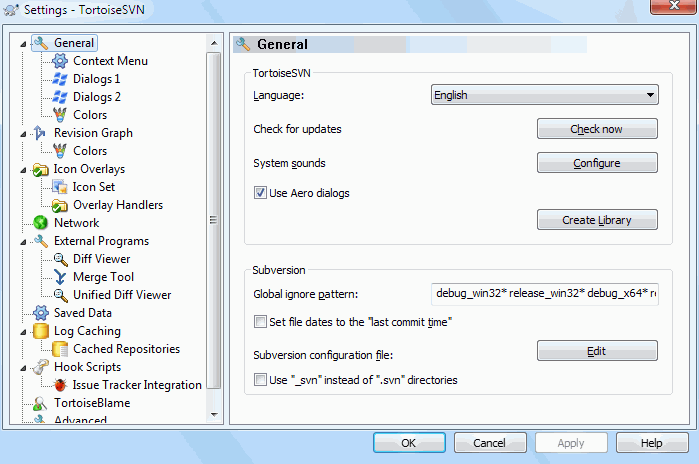 Settings - TortoiseSVN
General
Context Menu
Dialogs 1
Dialogs 2
Colors
Revision Graph
Colors
Icon Overlays
Icon Set
Overlay Handlers
Network
External Programs
Diff Viewer
Merge Tool
Unified Diff Viewer
Saved Data
Log Caching
Cached Repositories
Hook Scripts
Issue Tracker Integration
TortoiseBlame
Advanced
General
TortoiseSVN
Language:
English
Check for updates
Check now
System sounds
Configure
Use Aero dialogs
Create Library
Subversion
Global ignore pattern:
debug_win32* release_win32* debug_x64* re
Set file dates to the "last commit time"
Subversion configuration file:
Edit
Use "_svn" instead of ".svn" directories
OK
Cancel
Apply
Help